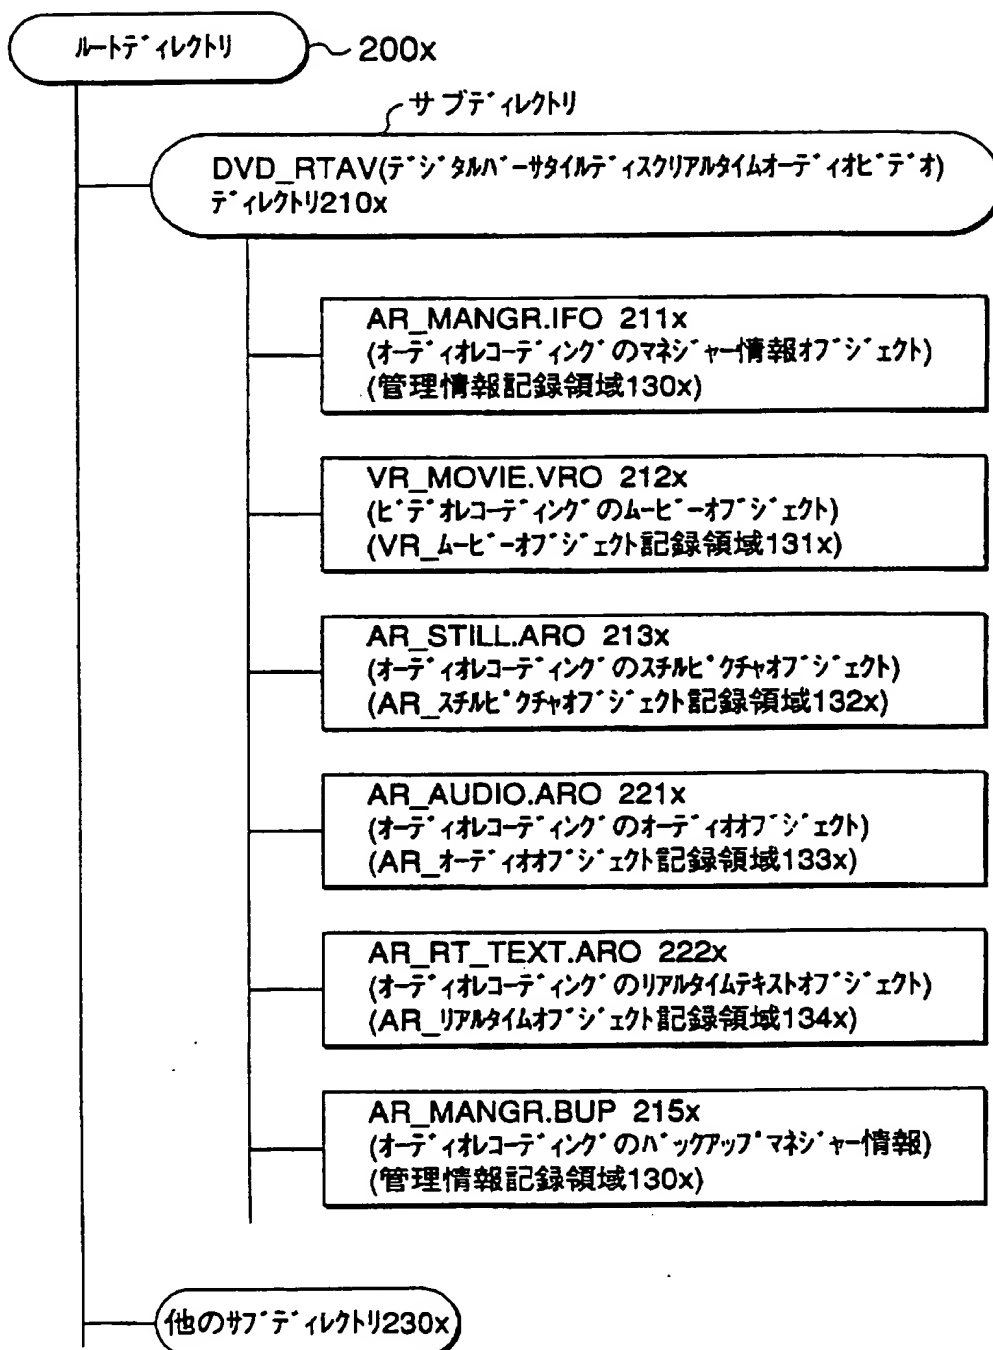 ルートディレクトリ
200x
サブディレクトリ
DVD_RTAV(デジタルバーサタイルディスクリアルタイムオーディオビデオ)
ディレクトリ210x
AR_MANGR.IFO 211x
(オーディオレコーディングのマネジャー情報オブジェクト)
(管理情報記録領域130x)
VR_MOVIE.VRO 212x
(ビデオレコーディングのムービーオブジェクト)
(VR_ムービーオブジェクト記録領域131x)
AR_STILL.ARO 213x
(オーディオレコーディングのスチルピクチャオブジェクト)
(AR_スチルピクチャオブジェクト記録領域132x)
AR_AUDIO.ARO 221x
(オーディオレコーディングのオーディオオブジェクト)
(AR_オーディオオブジェクト記録領域133x)
AR_RT_TEXT.ARO 222x
(オーディオレコーディングのリアルタイムテキストオブジェクト)
(AR_リアルタイムオブジェクト記録領域134x)
AR_MANGR.BUP 215x
(オーディオレコーディングのバックアップマネジャー情報)
(管理情報記録領域130x)
他のサブディレクトリ230x